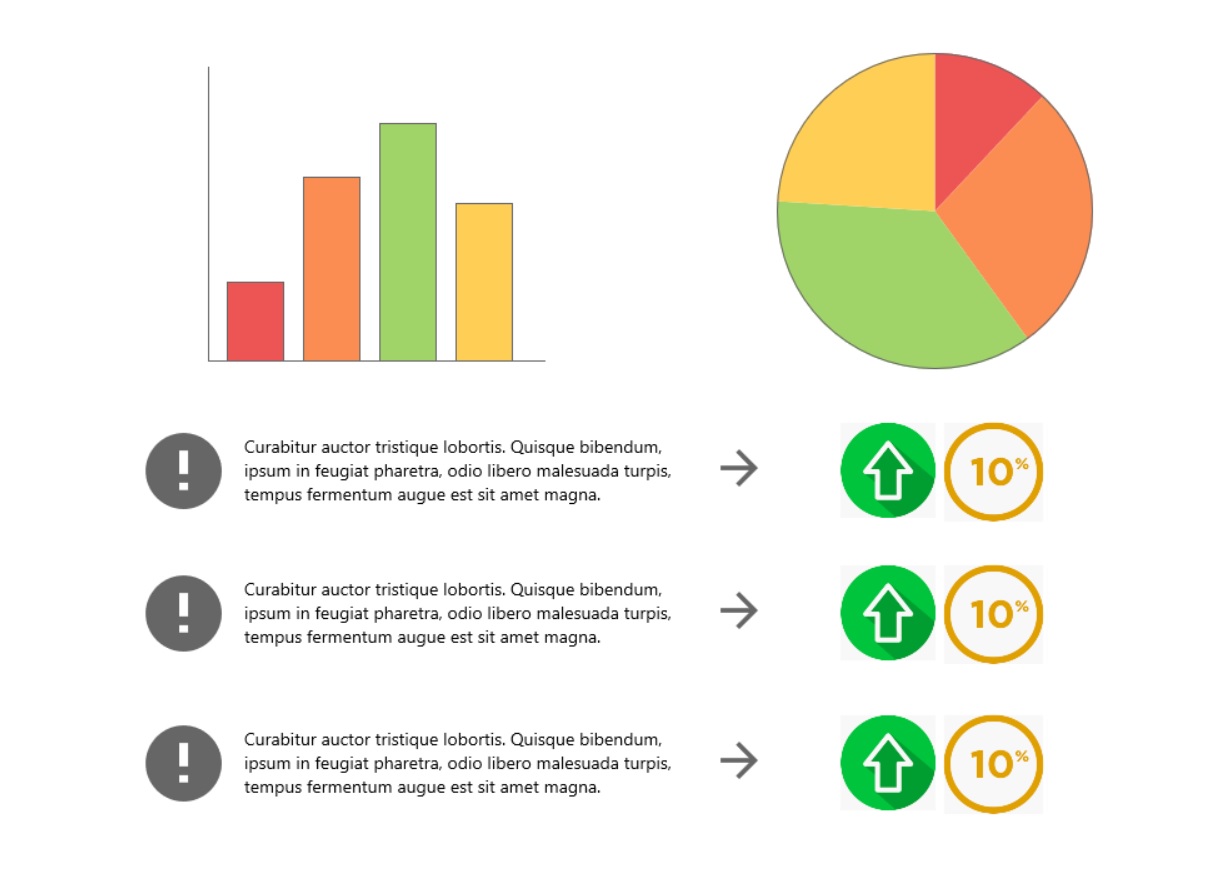 Curabitur auctor tristique lobortis. Quisque bibendum,
ipsum in feugiat pharetra, odio libero malesuada turpis,
tempus fermentum augue est sit amet magna.
10%
Curabitur auctor tristique lobortis. Quisque bibendum,
ipsum in feugiat pharetra, odio libero malesuada turpis,
tempus fermentum augue est sit amet magna.
10%
Curabitur auctor tristique lobortis. Quisque bibendum,
ipsum in feugiat pharetra, odio libero malesuada turpis,
tempus fermentum augue est sit amet magna.
10%